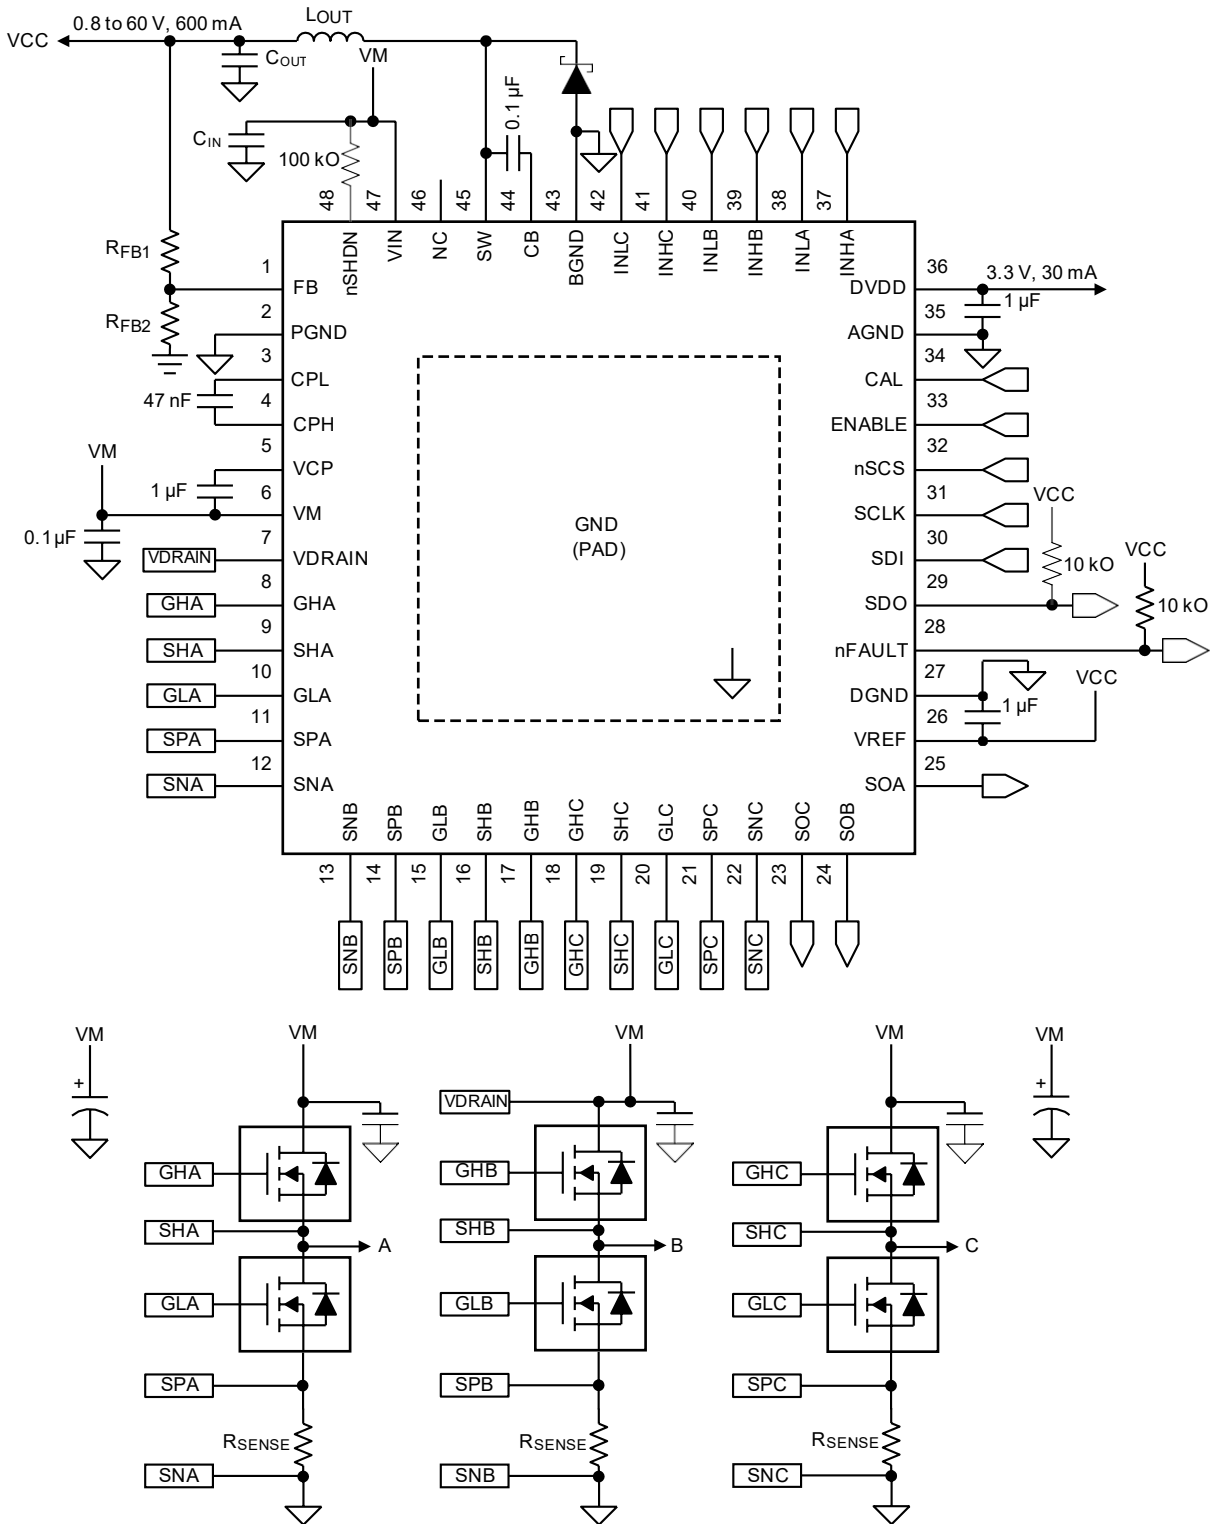 LOUT
0.8 to 60 V, 600 mA
VCC
COUT
VM
0.1 µF
CIN
100 kO
48
47
46
45
44
43
42
41
40
39
38
37
nSHDN
VIN
NC
SW
CB
BGND
INLC
INHC
INLB
INHB
INLA
INHA
RFB1
RFB2
1
FB
2
PGND
3
CPL
47 nF
4
CPH
5
VCP
VM
1 µF
6
VM
0.1 µF
7
VDRAIN
VDRAIN
8
GHA
GHA
9
SHA
SHA
10
GLA
GLA
11
SPA
SPA
12
SNA
SNA
GND
(PAD)
36
DVDD
3.3 V, 30 mA
1 µF
35
AGND
34
CAL
33
ENABLE
32
nSCS
31
SCLK
VCC
30
SDI
10 kO
VCC
29
SDO
10 kO
28
nFAULT
27
DGND
VCC
1 µF
26
VREF
25
SOA
SNB
SPB
GLB
SHB
GHB
GHC
SHC
GLC
SPC
SNC
SOC
SOB
13
14
15
16
17
18
19
20
21
22
23
24
SNB
SPB
GLB
SHB
GHB
GHC
SHC
GLC
SPC
SNC
VM
+
VM
VM
VM
VM
+
VDRAIN
GHA
GHB
GHC
SHA
SHB
SHC
A
B
C
GLA
GLB
GLC
SPA
SPB
SPC
RSENSE
RSENSE
RSENSE
SNA
SNB
SNC